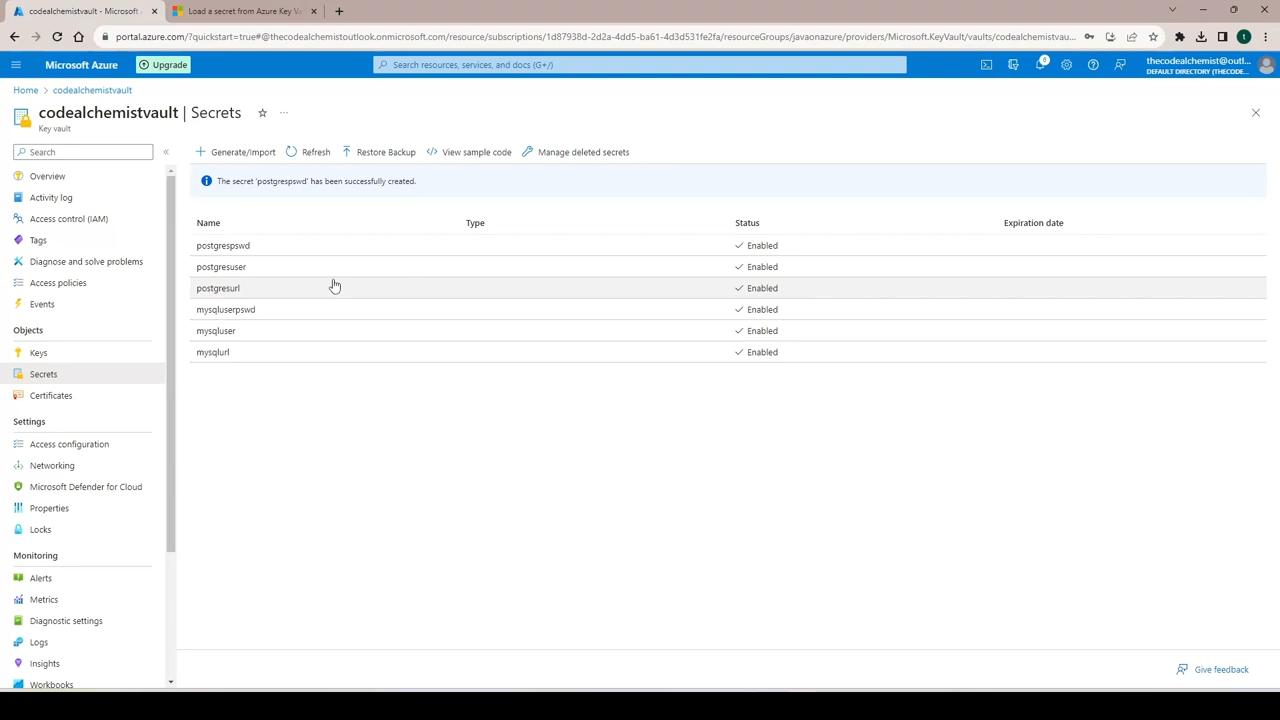 codealchemistvault - Microsoft A
Load a secret from Azure Key Va
portal.azure.com/?quickstart=true#@thecodealchemistoutlook.onmicrosoft.com/resource/subscriptions/1d87938d-2d2a-4dd5-ba61-4d3d531fe2fa/resourceGroups/javaonazure/providers/Microsoft.KeyVault/vaults/codealchemistvau...
t
Microsoft Azure
Upgrade
Search resources, services, and docs (G+/)
6
thecodealchemist@outl...
DEFAULT DIRECTORY (THECODE...
Home > codealchemistvault
codealchemistvault | Secrets
Key vault
Search
Generate/Import
Refresh
Restore Backup
View sample code
Manage deleted secrets
The secret 'postgrespswd' has been successfully created.
Overview
Activity log
Access control (IAM)
Tags
Diagnose and solve problems
Access policies
Events
Objects
Keys
Secrets
Certificates
Settings
Access configuration
Networking
Microsoft Defender for Cloud
Properties
Locks
Monitoring
Alerts
Metrics
Diagnostic settings
Logs
Insights
Workbooks
Name Type Status Expiration date
postgrespswd Enabled
postgresuser Enabled
postgresurl Enabled
mysqluserpswd Enabled
mysqluser Enabled
mysqlurl Enabled
Give feedback